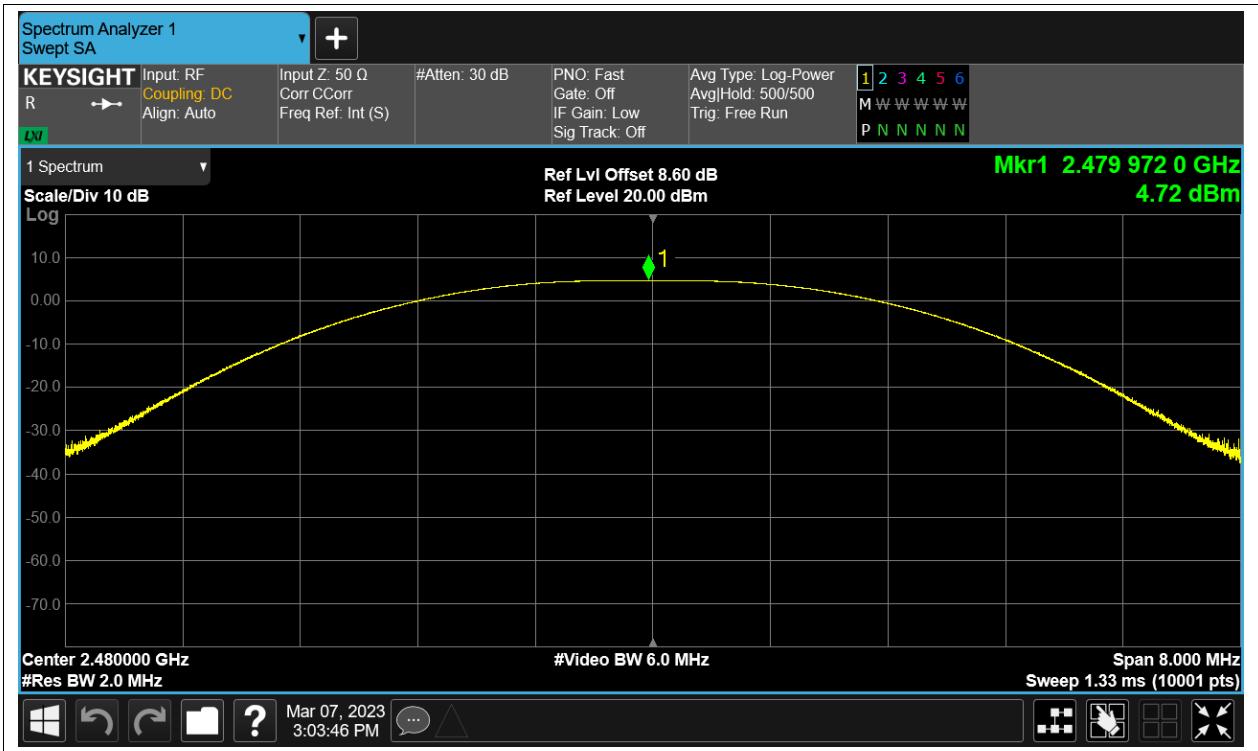 Spectrum Analyzer 1
Swept SA
KEYSIGHT
R
LXI
Input: RF
Coupling: DC
Align: Auto
Input Z: 50 Ω
Corr CCorr
Freq Ref: Int (S)
#Atten: 30 dB
PNO: Fast
Gate: Off
IF Gain: Low
Sig Track: Off
Avg Type: Log-Power
Avg|Hold: 500/500
Trig: Free Run
1 2 3 4 5 6
M W W W W W
P N N N N N
1 Spectrum
Scale/Div 10 dB
Log
Ref Lvl Offset 8.60 dB
Ref Level 20.00 dBm
Mkr1 2.479 972 0 GHz
4.72 dBm
1
10.0
0.00
-10.0
-20.0
-30.0
-40.0
-50.0
-60.0
-70.0
Center 2.480000 GHz
#Res BW 2.0 MHz
#Video BW 6.0 MHz
Span 8.000 MHz
Sweep 1.33 ms (10001 pts)
?
Mar 07, 2023
3:03:46 PM